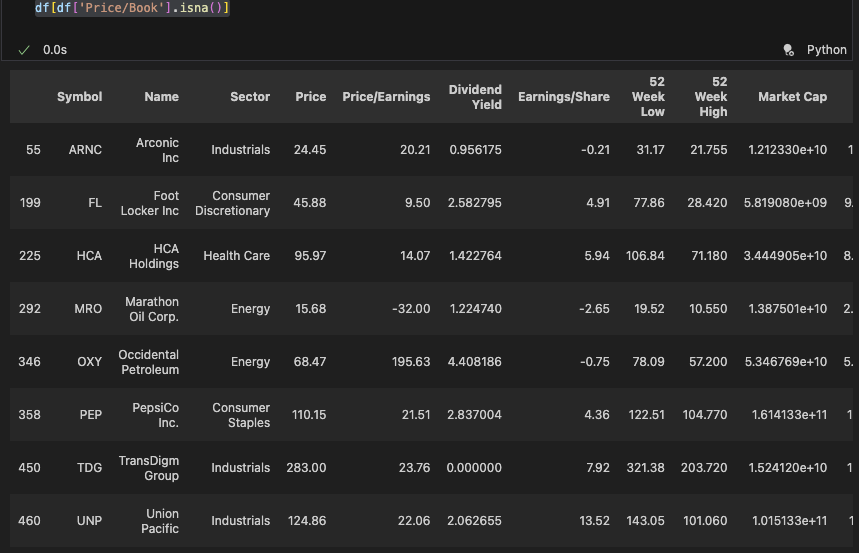 df[df['Price/Book'].isna()]
0.0s Python
Symbol Name Sector Price Price/Earnings Dividend Yield Earnings/Share 52 Week Low 52 Week High Market Cap
55 ARNC Arconic Inc Industrials 24.45 20.21 0.956175 -0.21 31.17 21.755 1.212330e+10 1
199 FL Foot Locker Inc Consumer Discretionary 45.88 9.50 2.582795 4.91 77.86 28.420 5.819080e+09 9.
225 HCA HCA Holdings Health Care 95.97 14.07 1.422764 5.94 106.84 71.180 3.444905e+10 8.
292 MRO Marathon Oil Corp. Energy 15.68 -32.00 1.224740 -2.65 19.52 10.550 1.387501e+10 2.
346 OXY Occidental Petroleum Energy 68.47 195.63 4.408186 -0.75 78.09 57.200 5.346769e+10 5.
358 PEP PepsiCo Inc. Consumer Staples 110.15 21.51 2.837004 4.36 122.51 104.770 1.614133e+11 1
450 TDG TransDigm Group Industrials 283.00 23.76 0.000000 7.92 321.38 203.720 1.524120e+10 1
460 UNP Union Pacific Industrials 124.86 22.06 2.062655 13.52 143.05 101.060 1.015133e+11 1